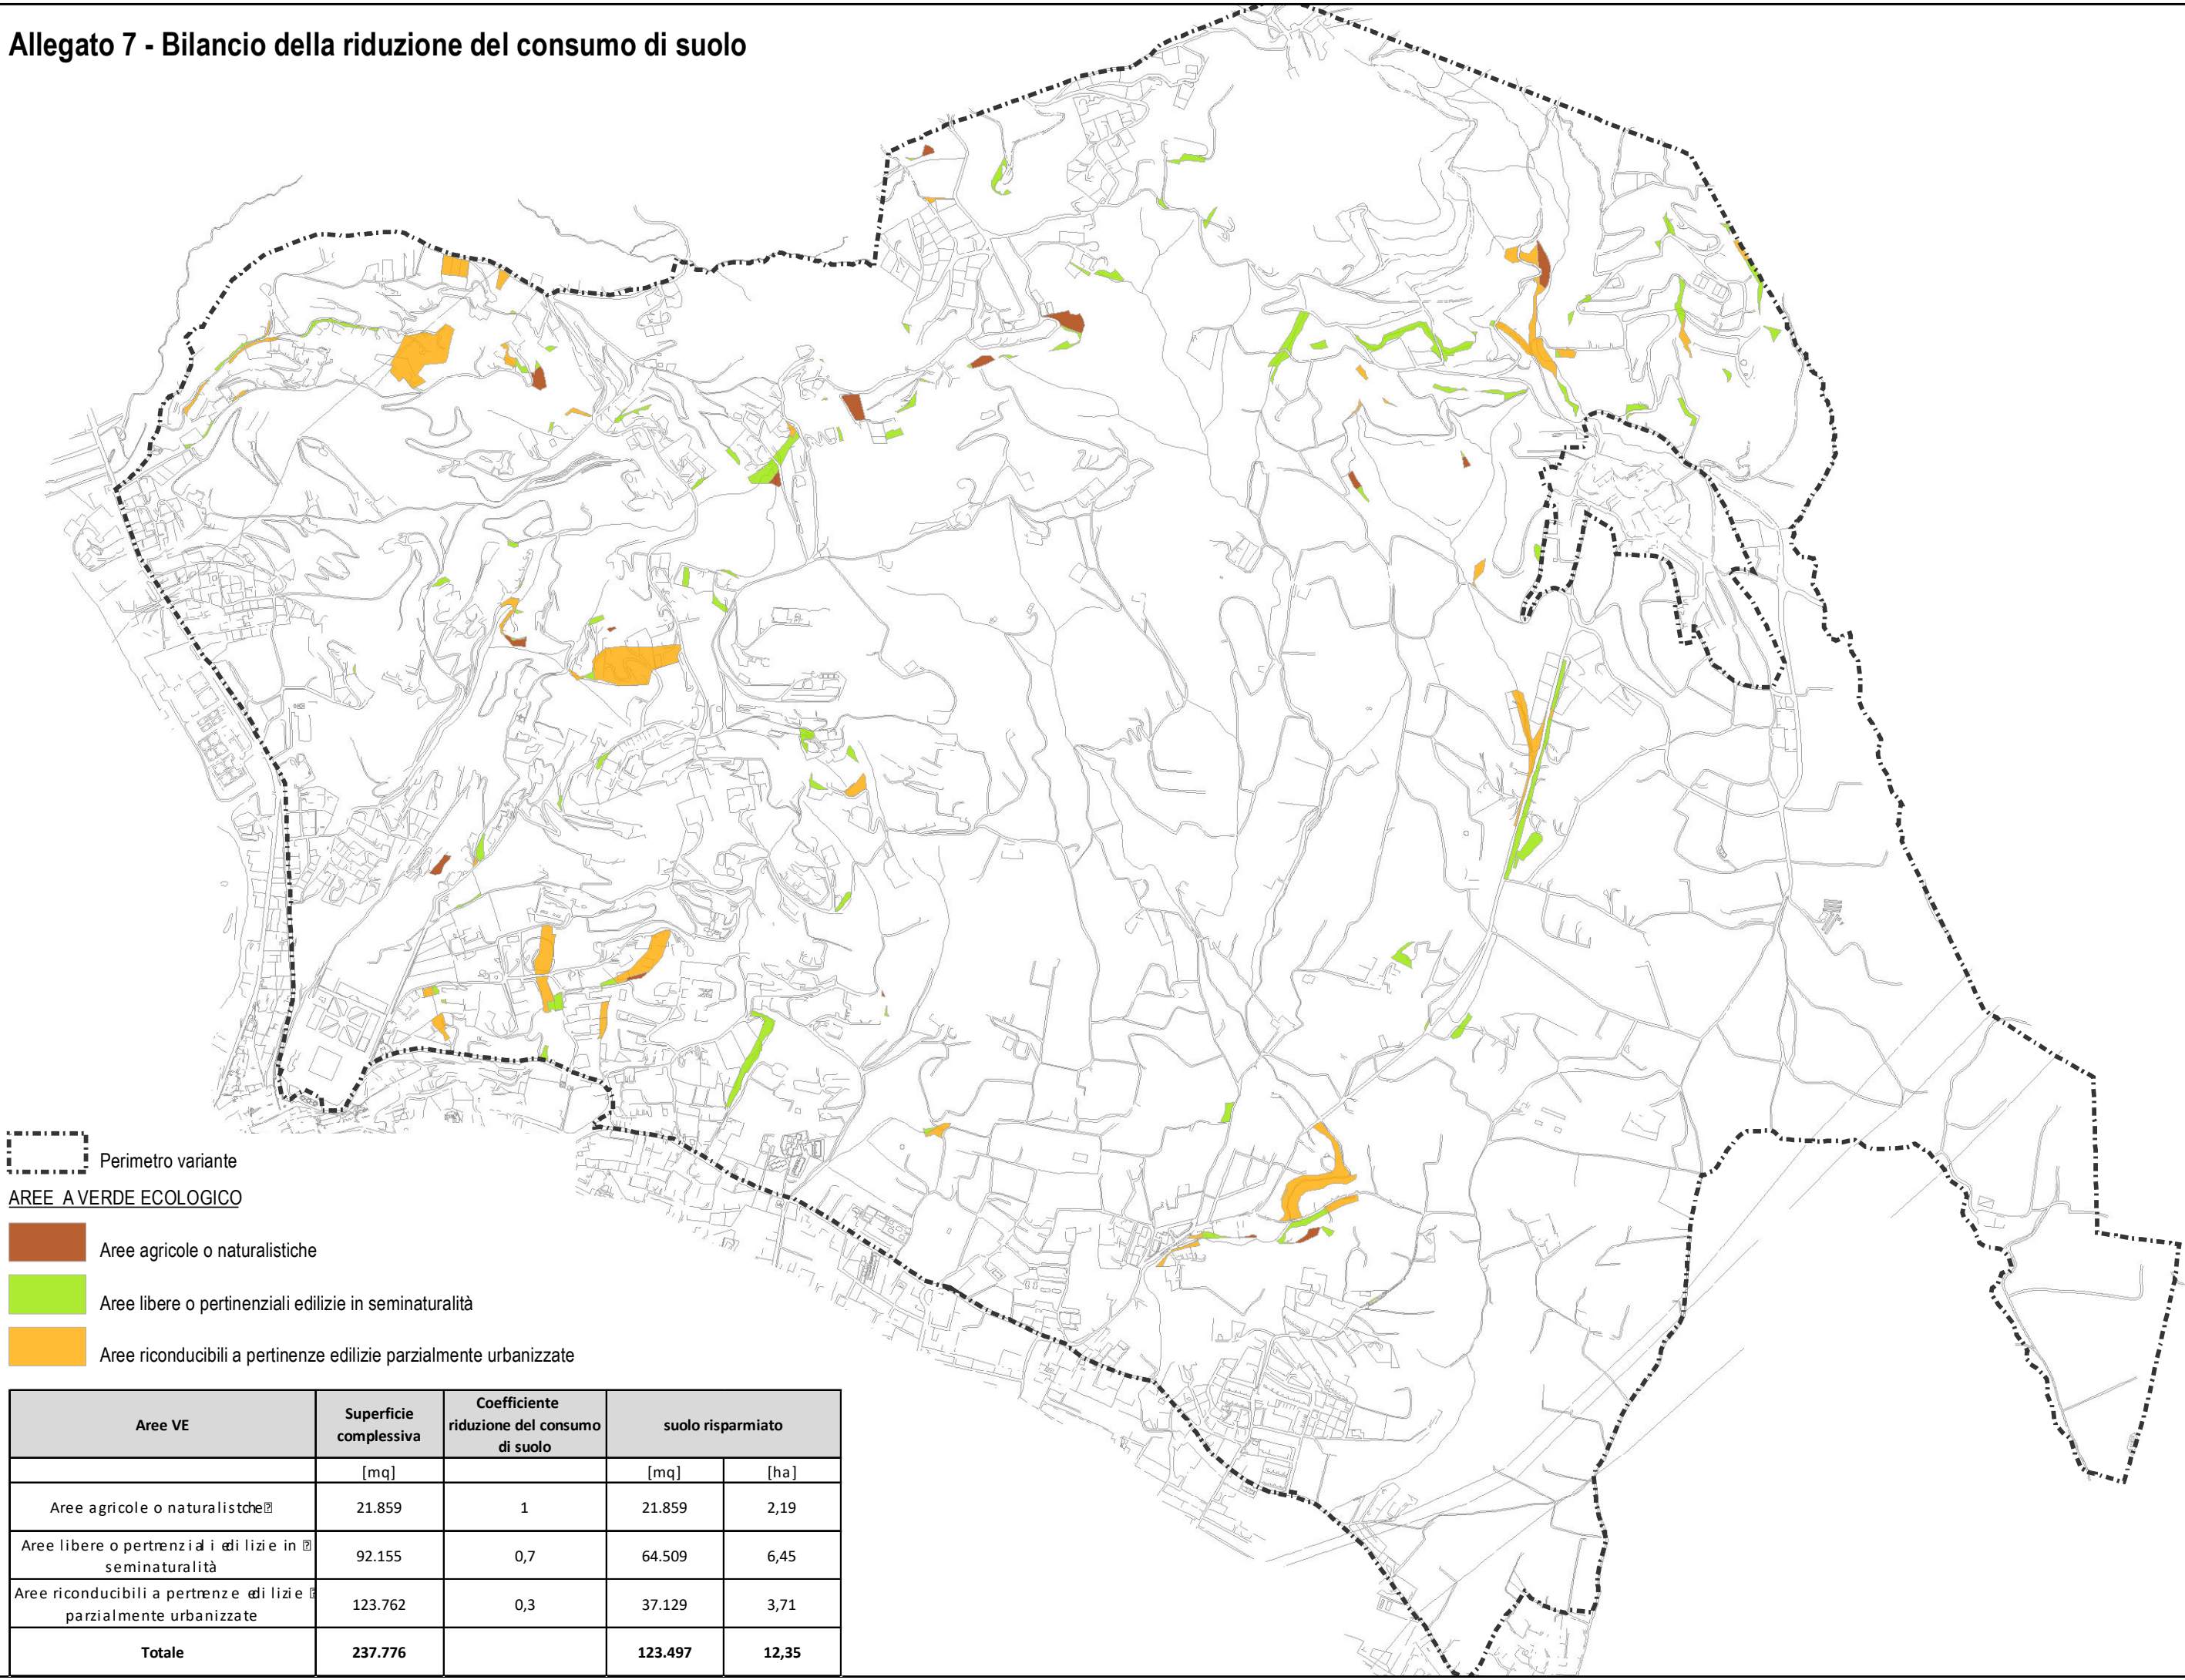 Allegato 7 - Bilancio della riduzione del consumo di suolo
Perimetro variante
AREE A VERDE ECOLOGICO
Aree agricole o naturalistiche
Aree libere o pertinenziali edilizie in seminaturalità
Aree riconducibili a pertinenze edilizie parzialmente urbanizzate
Aree VE
Superficie
complessiva
Coefficiente
riduzione del consumo
di suolo
suolo risparmiato
[mq] [mq] [ha]
Aree agricole o naturalistche 21.859 1 21.859 2,19
Aree libere o pertnenziali edilizie in
seminaturalità
92.155 0,7 64.509 6,45
Aree riconducibili a pertnenze edilizie
parzialmente urbanizzate
123.762 0,3 37.129 3,71
Totale 237.776 123.497 12,35